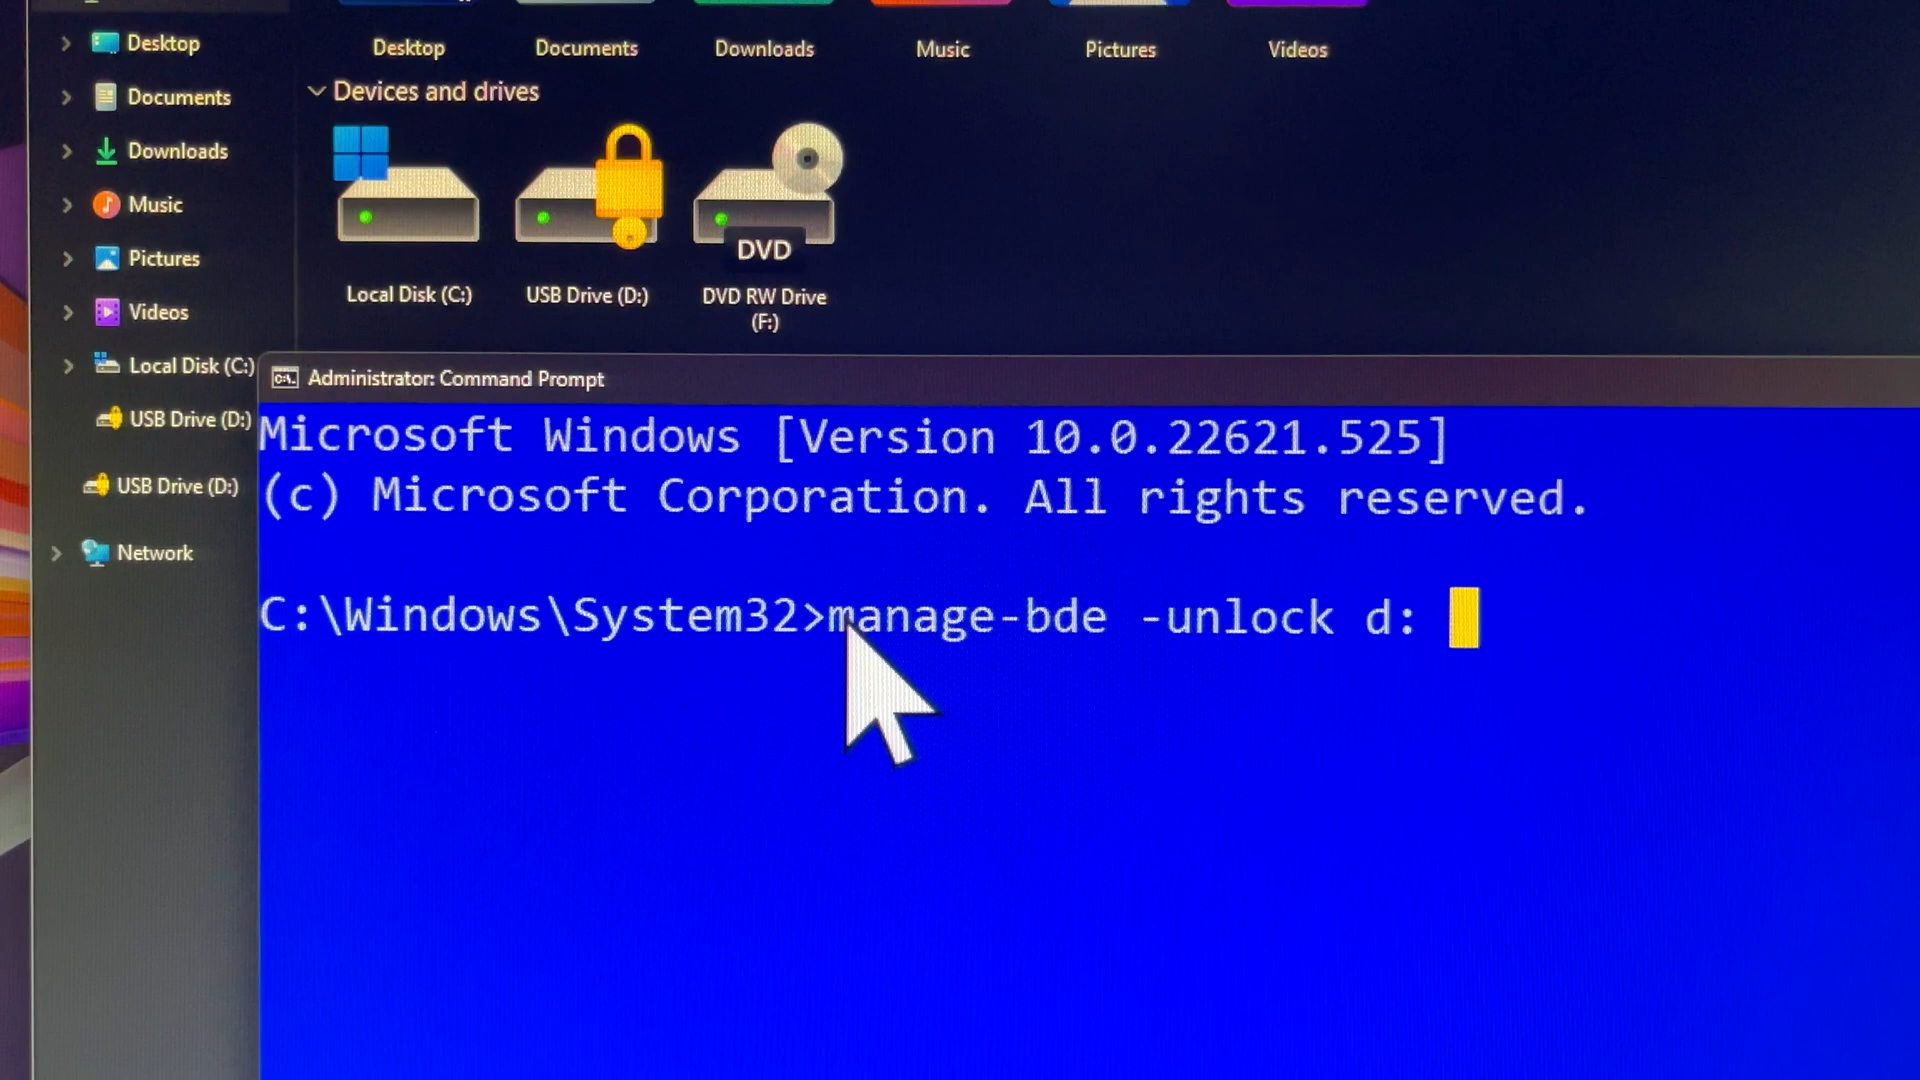 Desktop
Documents
Downloads
Music
Pictures
Videos
Local Disk (C:)
USB Drive (D:)
USB Drive (D:)
Network
Desktop Documents Downloads Music Pictures Videos
Devices and drives
DVD
Local Disk (C:) USB Drive (D:) DVD RW Drive
(F:)
C:\. Administrator: Command Prompt
Microsoft Windows [Version 10.0.22621.525]
(c) Microsoft Corporation. All rights reserved.
C:\Windows\System32>manage-bde -unlock d: